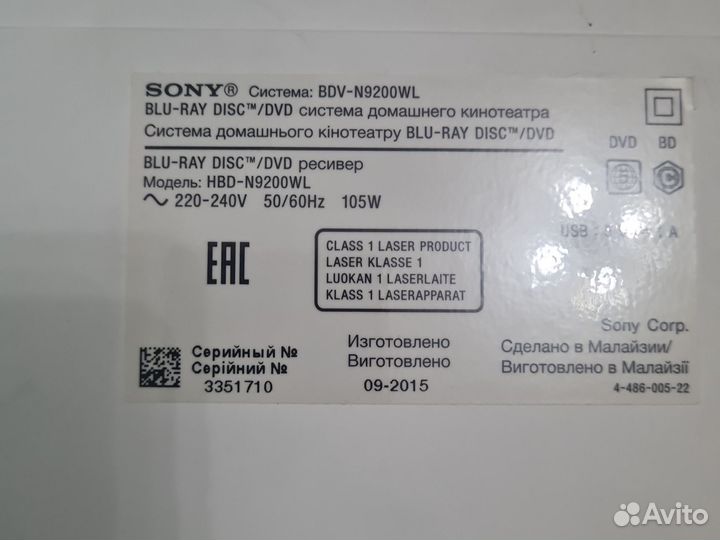 SONY® Система: BDV-N9200WL
BLU-RAY DISC™/DVD система домашнего кинотеатра
Система домашнього кінотеатру BLU-RAY DISC™/DVD
DVD BD
BLU-RAY DISC™/DVD ресивер
Модель: HBD-N9200WL
5 C
~ 220-240V 50/60Hz 105W
USB: A
EAC
CLASS 1 LASER PRODUCT
LASER KLASSE 1
LUOKAN 1 LASERLAITE
KLASS 1 LASERAPPARAT
Sony Corp.
Серийный №
Серійний №
3351710
Изготовлено
Виготовлено
09-2015
Сделано в Малайзии/
Виготовлено в Малайзії
4-486-005-22
Avito